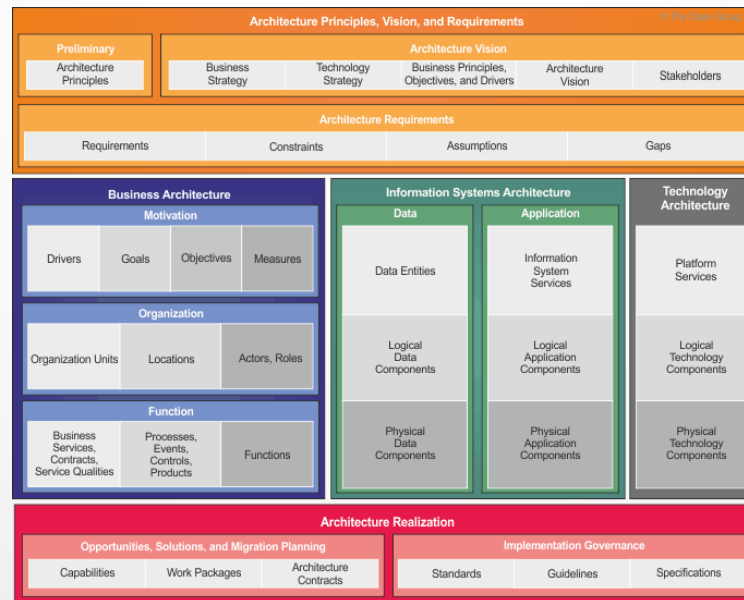 Architecture Principles, Vision, and Requirements
Preliminary
Architecture
Principles
Architecture Vision
Business
Strategy
Technology
Strategy
Business Principles,
Objectives, and Drivers
Architecture
Vision
Stakeholders
Architecture Requirements
Requirements
Constraints
Assumptions
Gaps
Business Architecture
Motivation
Drivers
Goals
Objectives
Measures
Organization
Organization Units
Locations
Actors, Roles
Function
Business
Services,
Contracts,
Service Qualities
Processes,
Events,
Controls,
Products
Functions
Information Systems Architecture
Data
Data Entities
Logical
Data
Components
Physical
Data
Components
Application
Information
System
Services
Logical
Application
Components
Physical
Application
Components
Technology
Architecture
Platform
Services
Logical
Technology
Components
Physical
Technology
Components
Architecture Realization
Opportunities, Solutions, and Migration Planning
Capabilities
Work Packages
Architecture
Contracts
Implementation Governance
Standards
Guidelines
Specifications